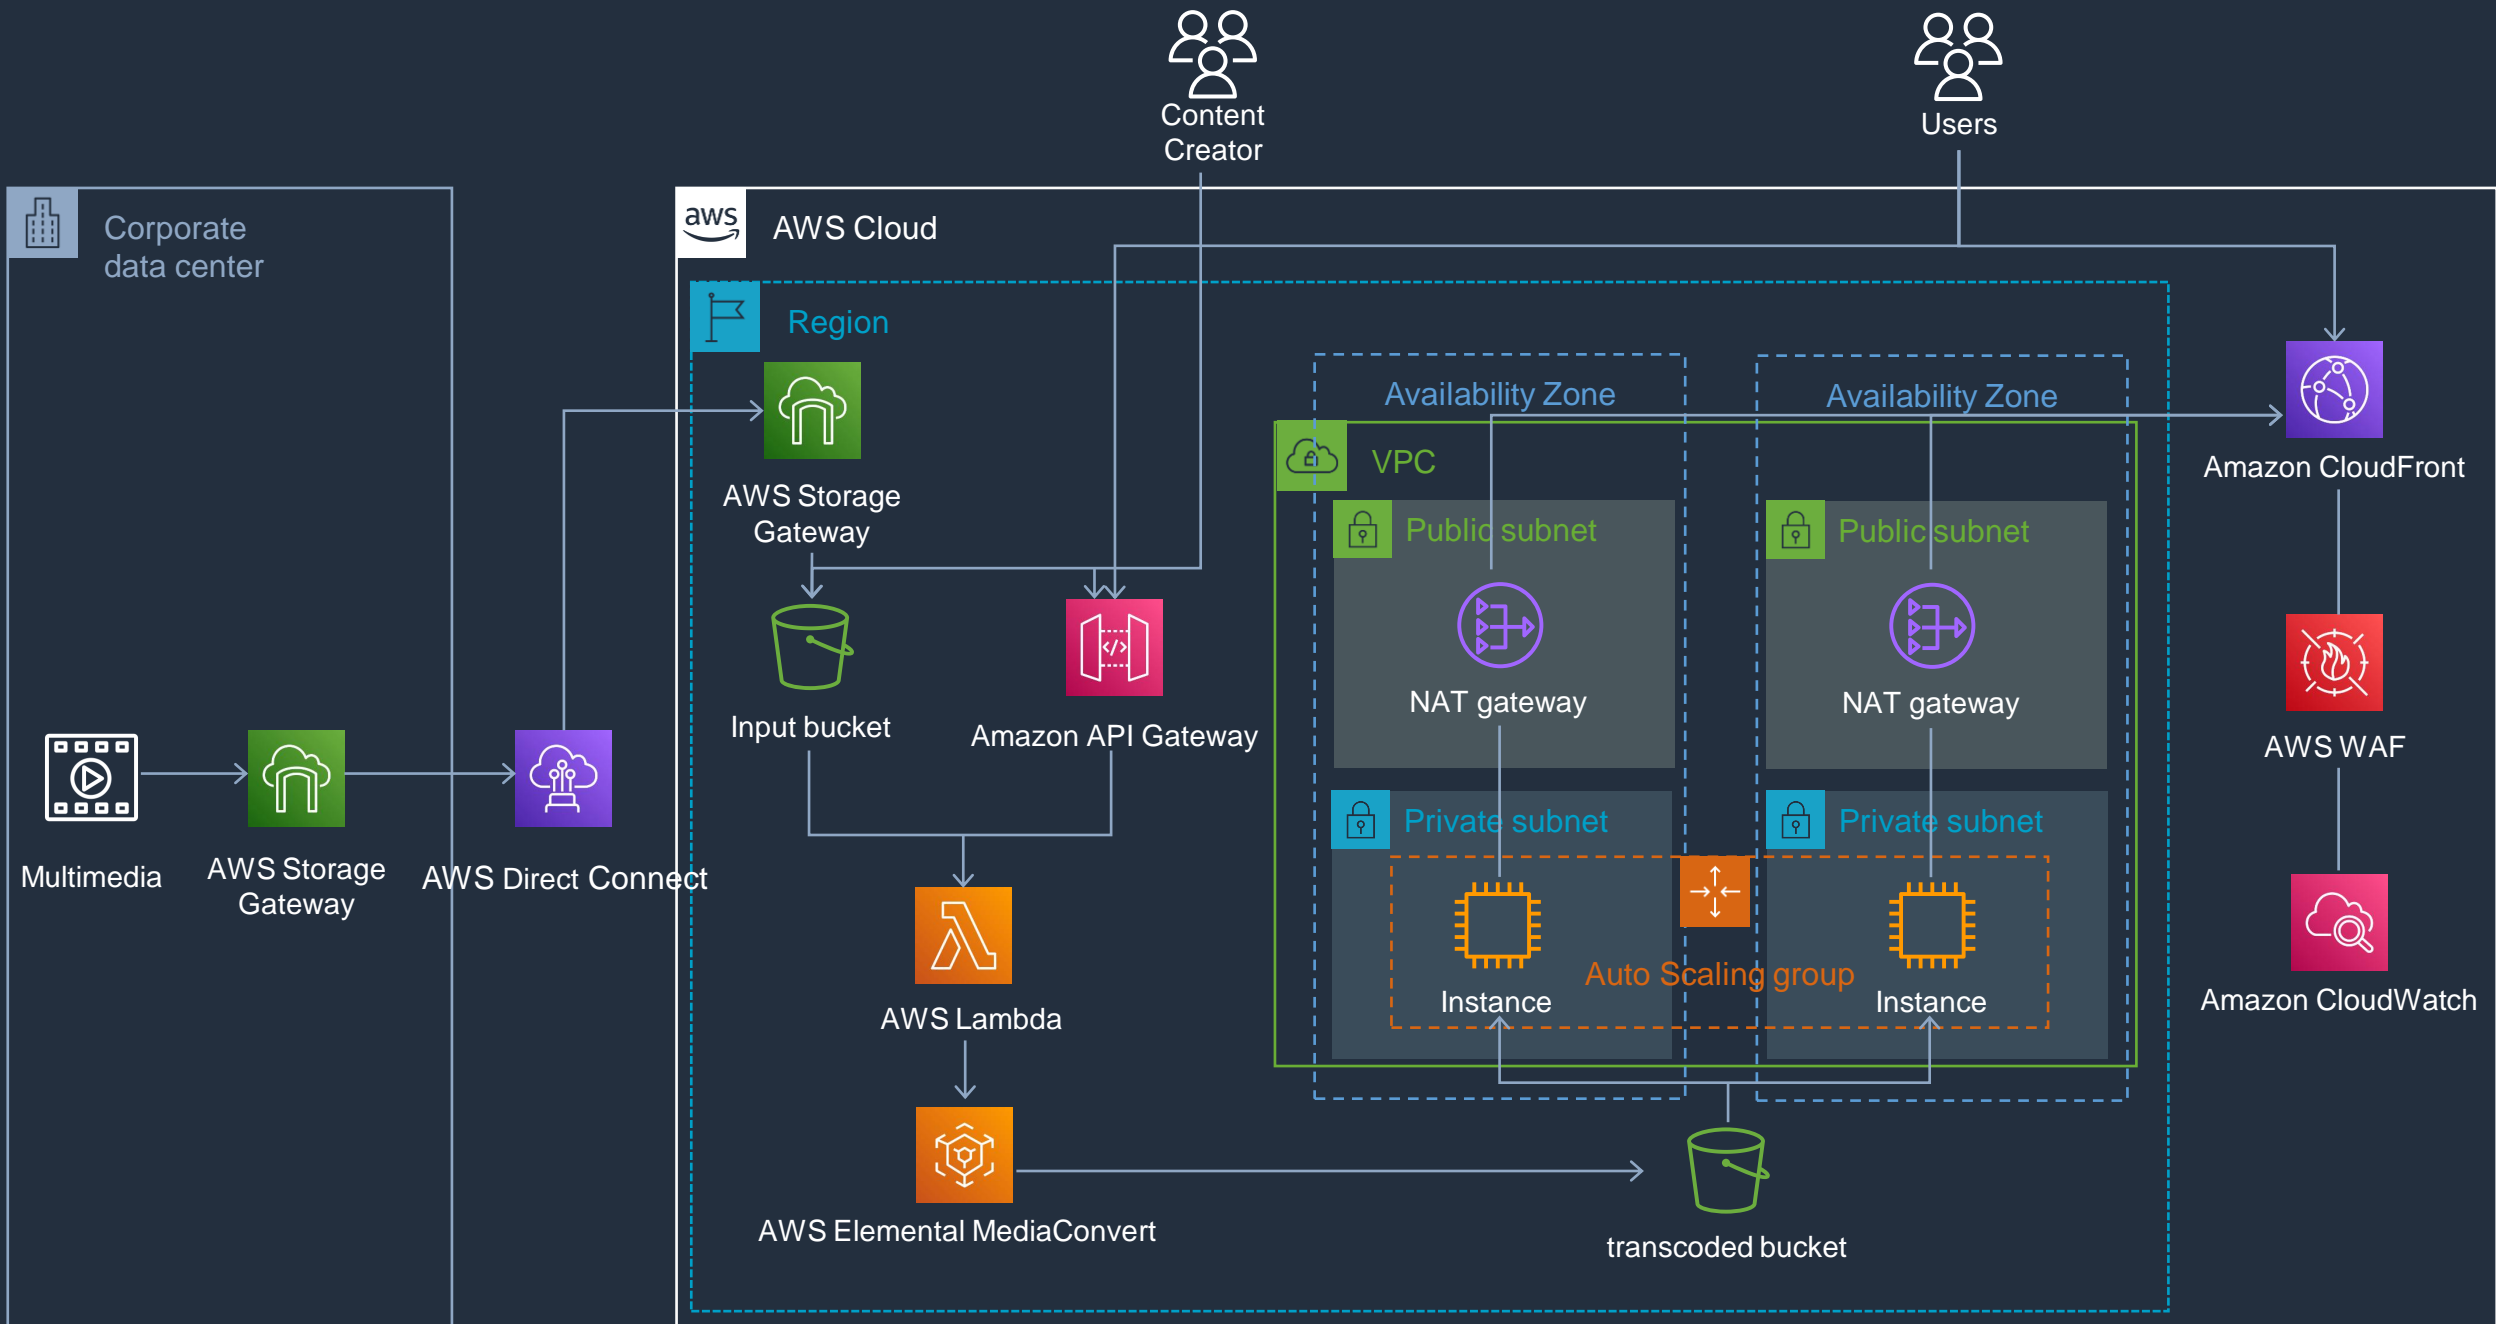 Content
Creator
Users
Corporate
data center
aws
AWS Cloud
Region
AWS Storage
Gateway
Availability Zone
Availability Zone
VPC
Amazon CloudFront
Public subnet
Public subnet
Input bucket
</>
Amazon API Gateway
NAT gateway
NAT gateway
AWS WAF
Multimedia
AWS Storage
Gateway
AWS Direct Connect
Private subnet
Private subnet
Auto Scaling group
Instance
Instance
Amazon CloudWatch
AWS Lambda
AWS Elemental MediaConvert
transcoded bucket